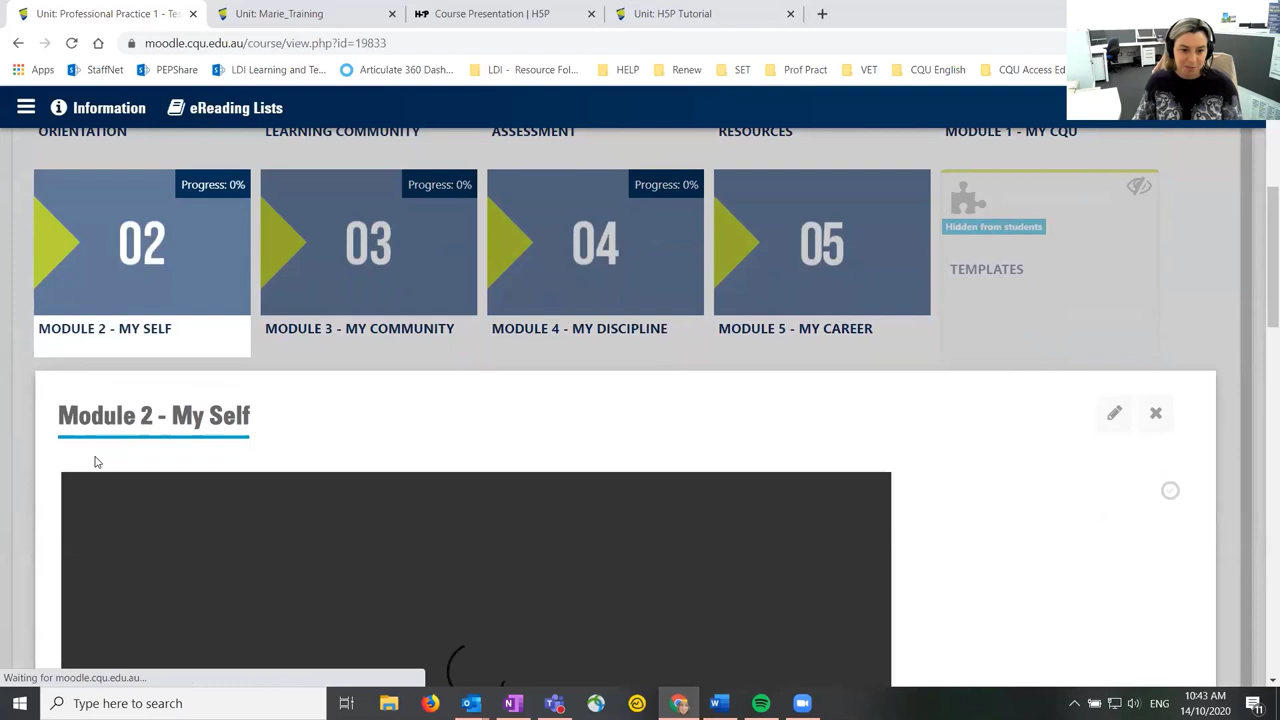 Unit: Professional Practice 1 - Tes
Unit: Marie_Training
H-P Course Presentation | H5P
Unit: H5P Tutorial
moodle.cqu.edu.au/course/view.php?id=19833
Apps
StaffNet
PEPShare
LDI Learning and Te...
Articulate 360 Dash
LDI - Resource Fol...
HELP
Renew
SET
Prof Pract
VET
CQU English
CQU Access Ed
Information
eReading Lists
ORIENTATION
LEARNING COMMUNITY
ASSESSMENT
RESOURCES
MODULE 1 - MY CQU
Progress: 0%
Progress: 0%
Progress: 0%
02
03
04
05
Hidden from students
TEMPLATES
MODULE 2 - MY SELF
MODULE 3 - MY COMMUNITY
MODULE 4 - MY DISCIPLINE
MODULE 5 - MY CAREER
Module 2 - My Self
Waiting for moodle.cqu.edu.au...
Type here to search
ENG
10:43 AM
14/10/2020
11